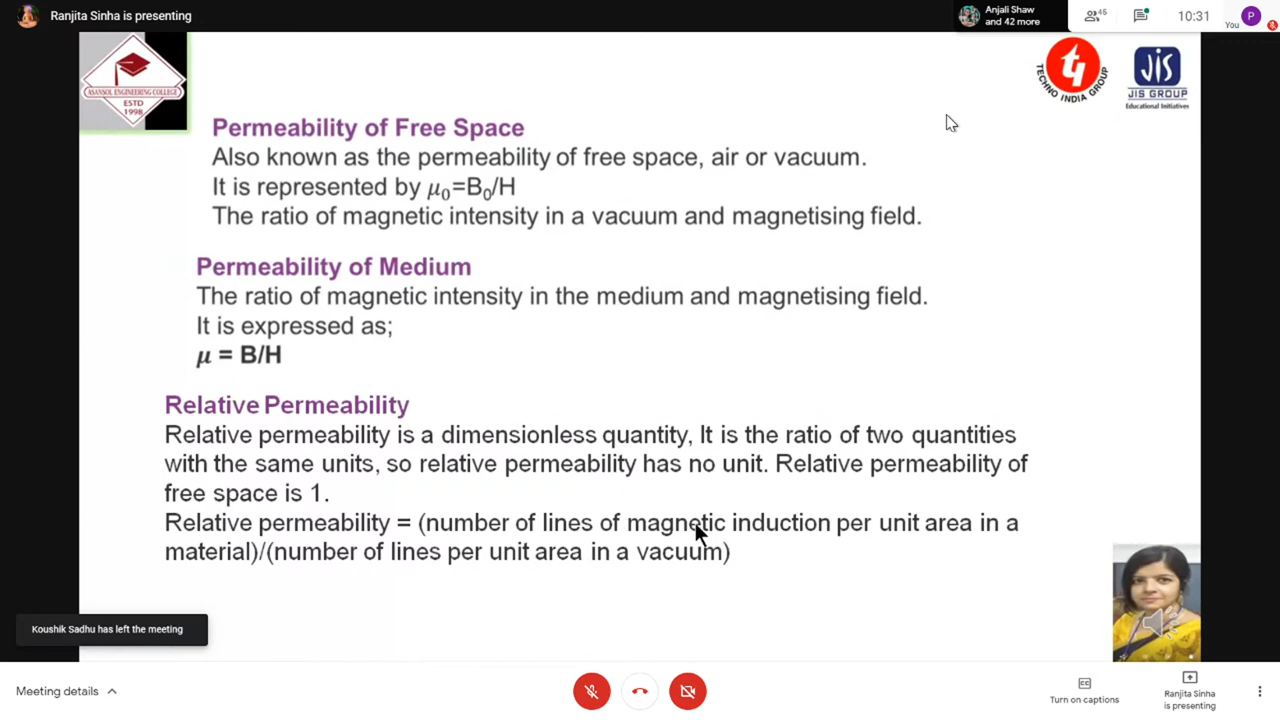 Ranjita Sinha is presenting
Anjali Shaw
and 42 more
46
10:31
You
P
ASANSOL ENGINEERING COLLEGE
ESTD
1998
TECHNO INDIA GROUP
JIS
JIS GROUP
Educational Initiatives
Permeability of Free Space
Also known as the permeability of free space, air or vacuum.
It is represented by μ₀=B₀/H
The ratio of magnetic intensity in a vacuum and magnetising field.
Permeability of Medium
The ratio of magnetic intensity in the medium and magnetising field.
It is expressed as;
μ = B/H
Relative Permeability
Relative permeability is a dimensionless quantity, It is the ratio of two quantities
with the same units, so relative permeability has no unit. Relative permeability of
free space is 1.
Relative permeability = (number of lines of magnetic induction per unit area in a
material)/(number of lines per unit area in a vacuum)
Koushik Sadhu has left the meeting
Meeting details
CC
Turn on captions
Ranjita Sinha
is presenting